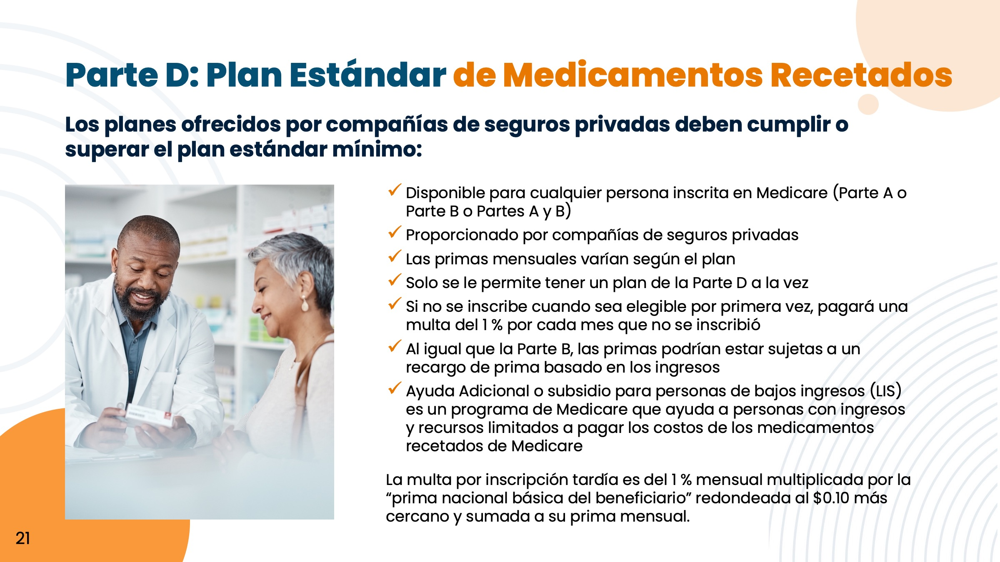 Parte D: Plan Estándar de Medicamentos Recetados
Los planes ofrecidos por compañías de seguros privadas deben cumplir o
superar el plan estándar mínimo:
✓ Disponible para cualquier persona inscrita en Medicare (Parte A o
Parte B o Partes A y B)
✓ Proporcionado por compañías de seguros privadas
✓ Las primas mensuales varían según el plan
✓ Solo se le permite tener un plan de la Parte D a la vez
✓ Si no se inscribe cuando sea elegible por primera vez, pagará una
multa del 1 % por cada mes que no se inscribió
✓ Al igual que la Parte B, las primas podrían estar sujetas a un
recargo de prima basado en los ingresos
✓ Ayuda Adicional o subsidio para personas de bajos ingresos (LIS)
es un programa de Medicare que ayuda a personas con ingresos
y recursos limitados a pagar los costos de los medicamentos
recetados de Medicare
La multa por inscripción tardía es del 1 % mensual multiplicada por la
“prima nacional básica del beneficiario” redondeada al $0.10 más
cercano y sumada a su prima mensual.
21